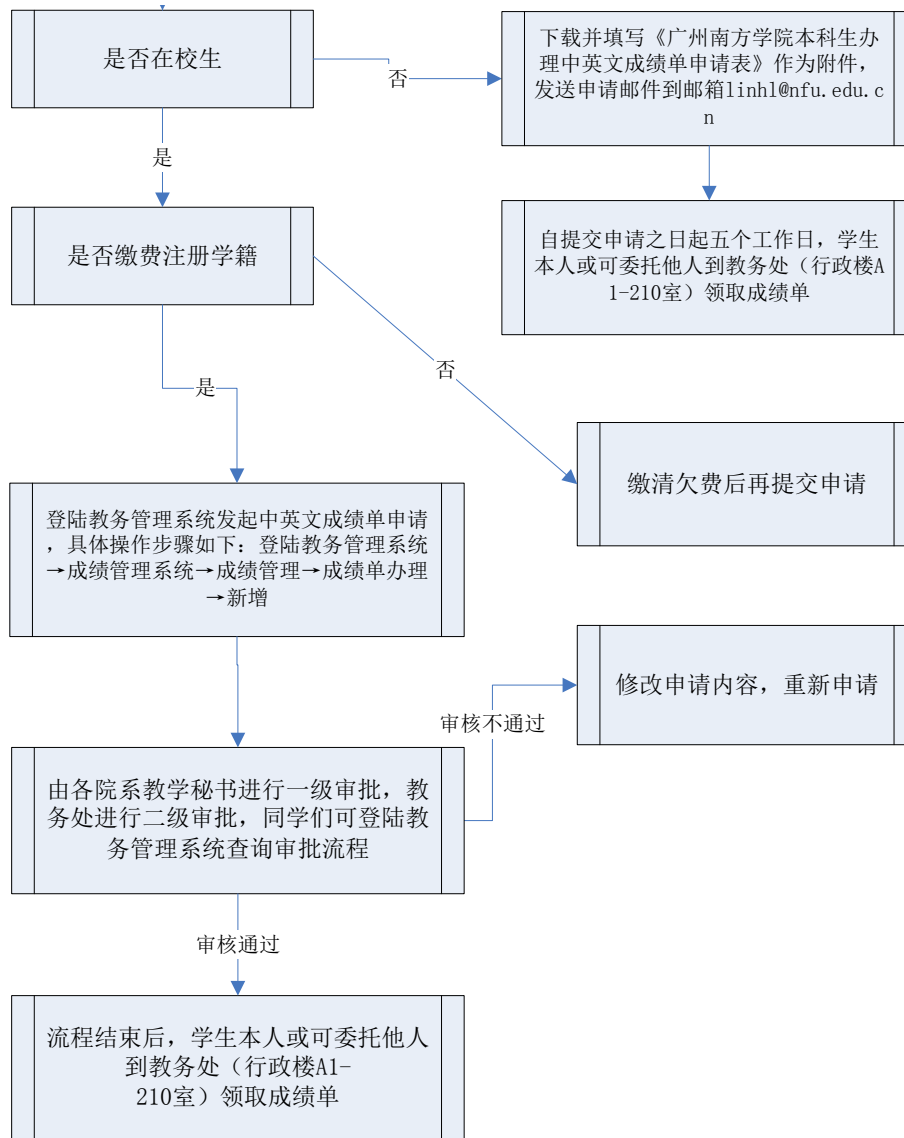 是否在校生
否
下载并填写《广州南方学院本科生办
理中英文成绩单申请表》作为附件，
发送申请邮件到邮箱linhl@nfu.edu.c
n
是
自提交申请之日起五个工作日，学生
本人或可委托他人到教务处（行政楼A
1-210室）领取成绩单
是否缴费注册学籍
是
否
缴清欠费后再提交申请
登陆教务管理系统发起中英文成绩单申请
，具体操作步骤如下：登陆教务管理系统
→成绩管理系统→成绩管理→成绩单办理
→新增
修改申请内容，重新申请
审核不通过
由各院系教学秘书进行一级审批，教
务处进行二级审批，同学们可登陆教
务管理系统查询审批流程
审核通过
流程结束后，学生本人或可委托他人
到教务处（行政楼A1-
210室）领取成绩单